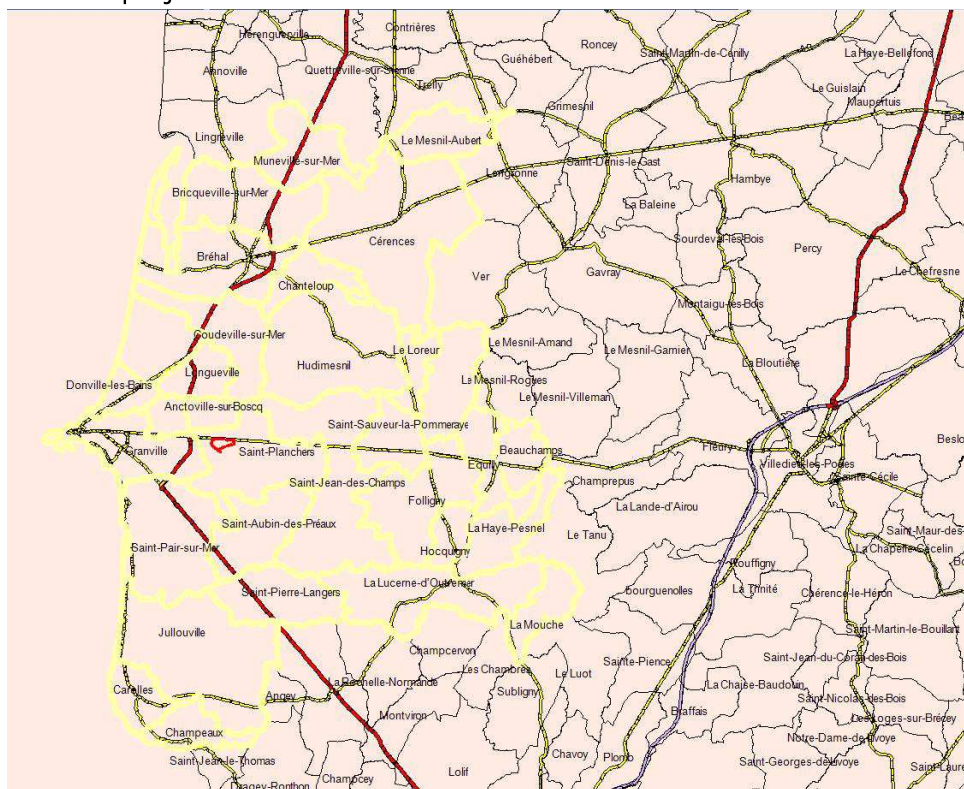 Hérenguerville
Contrières
Roncey
Saint-Martin-de-Cenilly
La Haye-Bellefond
Guéhébert
Annoville
Quettreville-sur-Sienne
Trelly
Le Guislain
Maupertuis
Grimesnil
Lingreville
Le Mesnil-Aubert
Muneville-sur-Mer
Saint-Denis-le-Gast
Lengronne
Hambye
Bricqueville-sur-Mer
La Baleine
Cérences
Sourdeval-les-Bois
Percy
Bréhal
Ver
Gavray
Le Chefresne
Chanteloup
Montaigu-les-Bois
Coudeville-sur-Mer
Le Mesnil-Amand
Le Loreur
Le Mesnil-Garnier
Hudimesnil
La Bloutière
Longueville
Donville-les-Bains
Le Mesnil-Rogues
Le Mesnil-Villeman
Anctoville-sur-Boscq
Saint-Sauveur-la-Pommeraye
Granville
Saint-Planchers
Beauchamps
Fleury
Beslo
Equilly
Villedieu-les-Poêles
Sainte-Cécile
Saint-Jean-des-Champs
Champrepus
Folligny
La Lande-d'Airou
Saint-Aubin-des-Préaux
La Haye-Pesnel
Le Tanu
Saint-Maur-des-
Saint-Pair-sur-Mer
Hocquigny
La Chapelle-Cécelin
Rouffigny
La Lucerne-d'Outremer
La Trinité
Saint-Pierre-Langers
Bourguenolles
Chérence-le-Héron
La Mouche
Jullouville
Saint-Martin-le-Bouillant
Champcervon
Les Chambres
Le Luot
Sainte-Pience
Saint-Jean-du-Corail-des-Bois
La Rochelle-Normande
Subligny
La Chaise-Baudouin
Carolles
Angey
Saint-Nicolas-des-Bois
Montviron
Braffais
Les Loges-sur-Brécey
Champeaux
Notre-Dame-de-Livoye
Saint-Jean-le-Thomas
Chavoy
Plomb
Saint-Georges-de-Livoye
Lolif
Saint-Laure
Champcey
Dragey-Ronthon